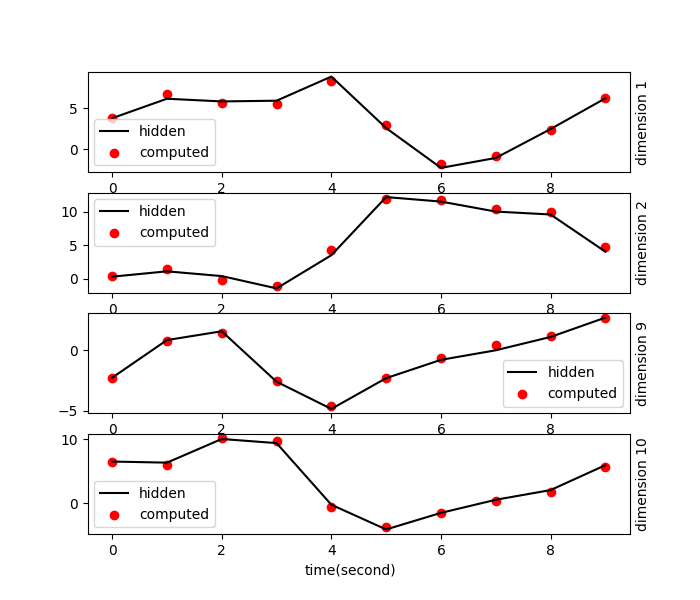 5
0
hidden
computed
dimension 1
0 2 4 6 8
10
5
0
hidden
computed
dimension 2
0 2 4 6 8
0
−5
hidden
computed
dimension 9
0 2 4 6 8
10
0
hidden
computed
dimension 10
0 2 4 6 8
time(second)